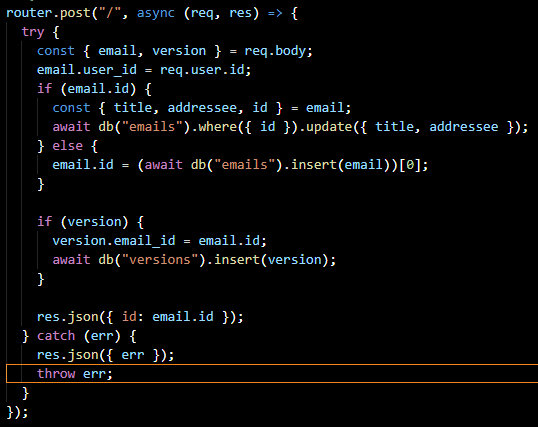 router.post("/", async (req, res) => {
  try {
    const { email, version } = req.body;
    email.user_id = req.user.id;
    if (email.id) {
      const { title, addressee, id } = email;
      await db("emails").where({ id }).update({ title, addressee });
    } else {
      email.id = (await db("emails").insert(email))[0];
    }

    if (version) {
      version.email_id = email.id;
      await db("versions").insert(version);
    }

    res.json({ id: email.id });
  } catch (err) {
    res.json({ err });
    throw err;
  }
});